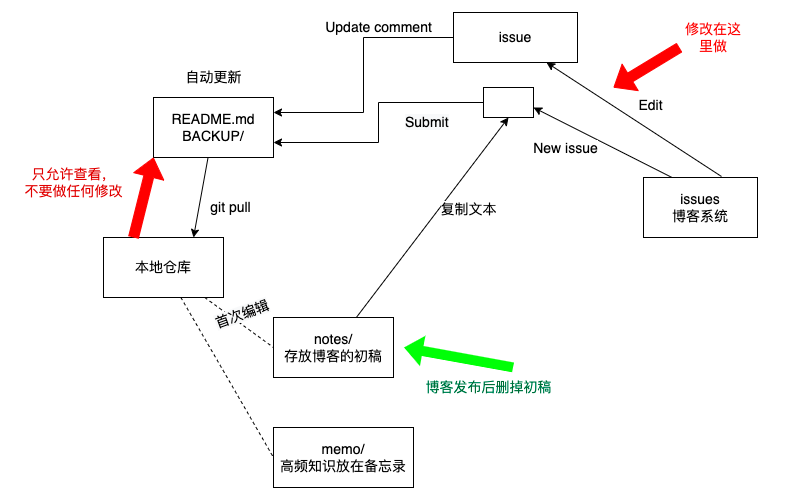 Update comment
issue
修改在这
里做
自动更新
README.md
BACKUP/
Submit
Edit
New issue
只允许查看,
不要做任何修改
git pull
复制文本
issues
博客系统
本地仓库
首次编辑
notes/
存放博客的初稿
博客发布后删掉初稿
memo/
高频知识放在备忘录